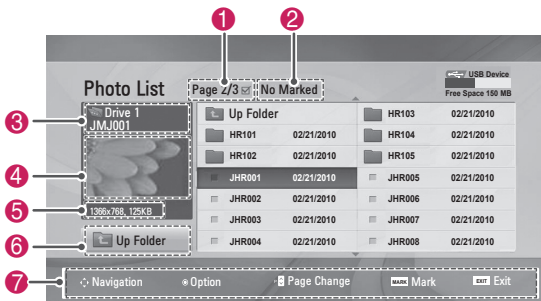 1 2
USB Device
Photo List Page 2/3 No Marked
Free Space 150 MB
3 Drive 1
JMJ001
4
5 1366x768, 125KB
6 Up Folder
Up Folder
HR101 02/21/2010
HR102 02/21/2010
JHR001 02/21/2010
JHR002 02/21/2010
JHR003 02/21/2010
JHR004 02/21/2010
HR103 02/21/2010
HR104 02/21/2010
HR105 02/21/2010
JHR005 02/21/2010
JHR006 02/21/2010
JHR007 02/21/2010
JHR008 02/21/2010
7 Navigation Option Page Change MARK Mark EXIT Exit